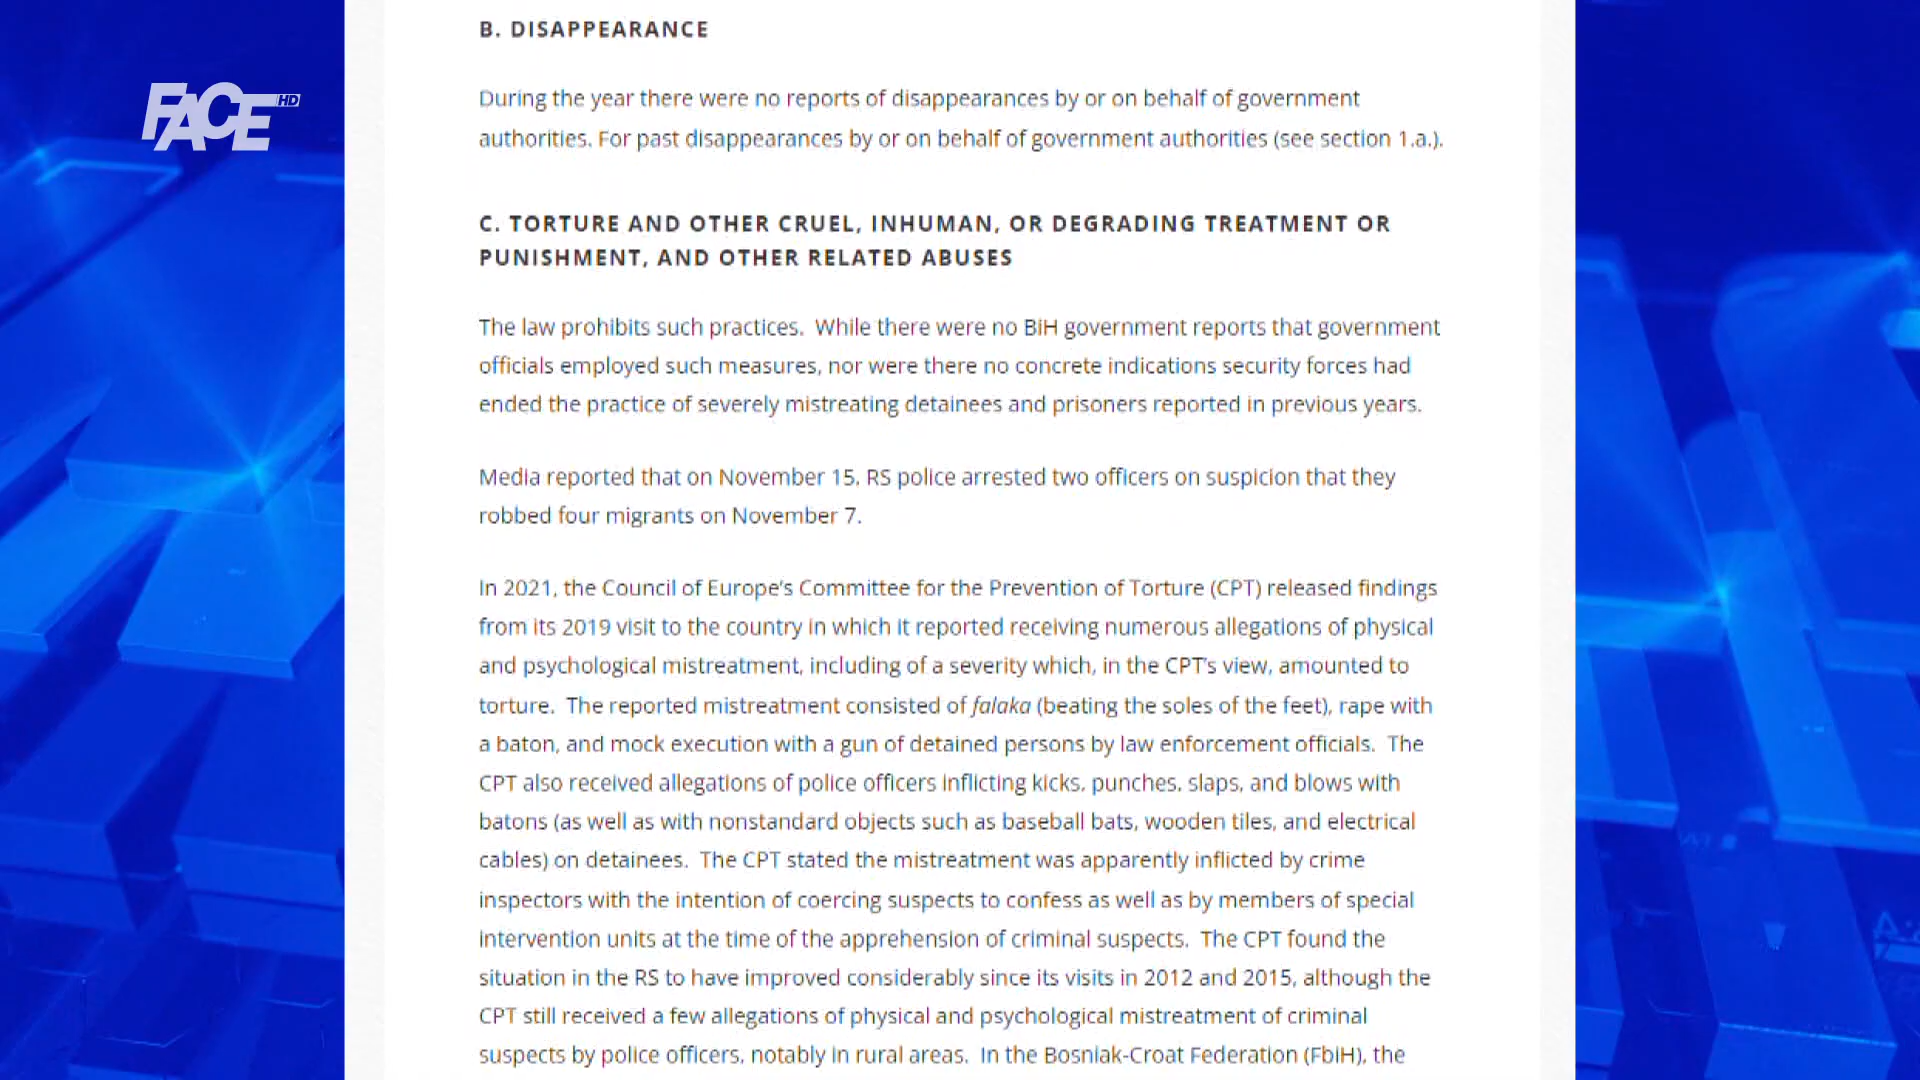 FACE HD
B. DISAPPEARANCE
During the year there were no reports of disappearances by or on behalf of government
authorities. For past disappearances by or on behalf of government authorities (see section 1.a.).
C. TORTURE AND OTHER CRUEL, INHUMAN, OR DEGRADING TREATMENT OR
PUNISHMENT, AND OTHER RELATED ABUSES
The law prohibits such practices.  While there were no BiH government reports that government
officials employed such measures, nor were there no concrete indications security forces had
ended the practice of severely mistreating detainees and prisoners reported in previous years.
Media reported that on November 15, RS police arrested two officers on suspicion that they
robbed four migrants on November 7.
In 2021, the Council of Europe's Committee for the Prevention of Torture (CPT) released findings
from its 2019 visit to the country in which it reported receiving numerous allegations of physical
and psychological mistreatment, including of a severity which, in the CPT's view, amounted to
torture.  The reported mistreatment consisted of falaka (beating the soles of the feet), rape with
a baton, and mock execution with a gun of detained persons by law enforcement officials.  The
CPT also received allegations of police officers inflicting kicks, punches, slaps, and blows with
batons (as well as with nonstandard objects such as baseball bats, wooden tiles, and electrical
cables) on detainees.  The CPT stated the mistreatment was apparently inflicted by crime
inspectors with the intention of coercing suspects to confess as well as by members of special
intervention units at the time of the apprehension of criminal suspects.  The CPT found the
situation in the RS to have improved considerably since its visits in 2012 and 2015, although the
CPT still received a few allegations of physical and psychological mistreatment of criminal
suspects by police officers, notably in rural areas.  In the Bosniak-Croat Federation (FbiH), the